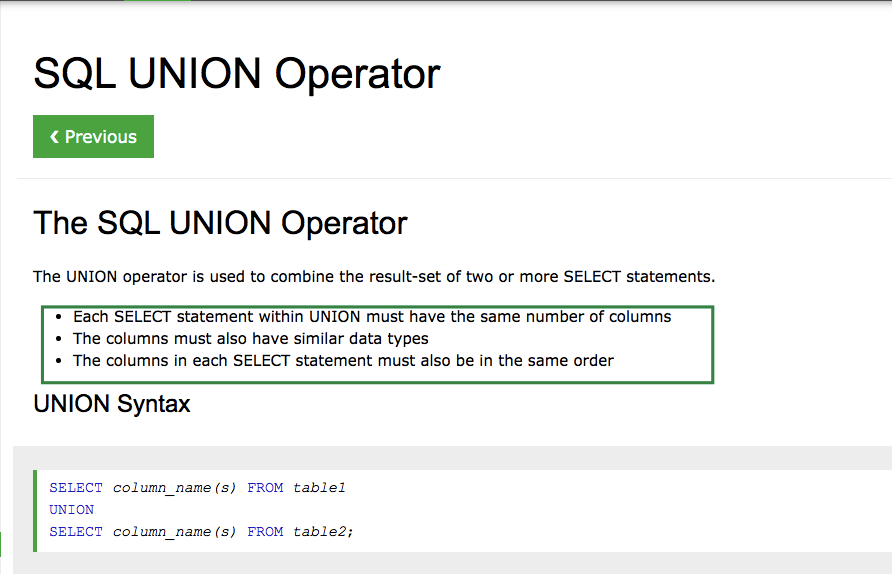 SQL UNION Operator
❮ Previous
The SQL UNION Operator
The UNION operator is used to combine the result-set of two or more SELECT statements.
• Each SELECT statement within UNION must have the same number of columns
• The columns must also have similar data types
• The columns in each SELECT statement must also be in the same order
UNION Syntax
SELECT column_name(s) FROM table1
UNION
SELECT column_name(s) FROM table2;